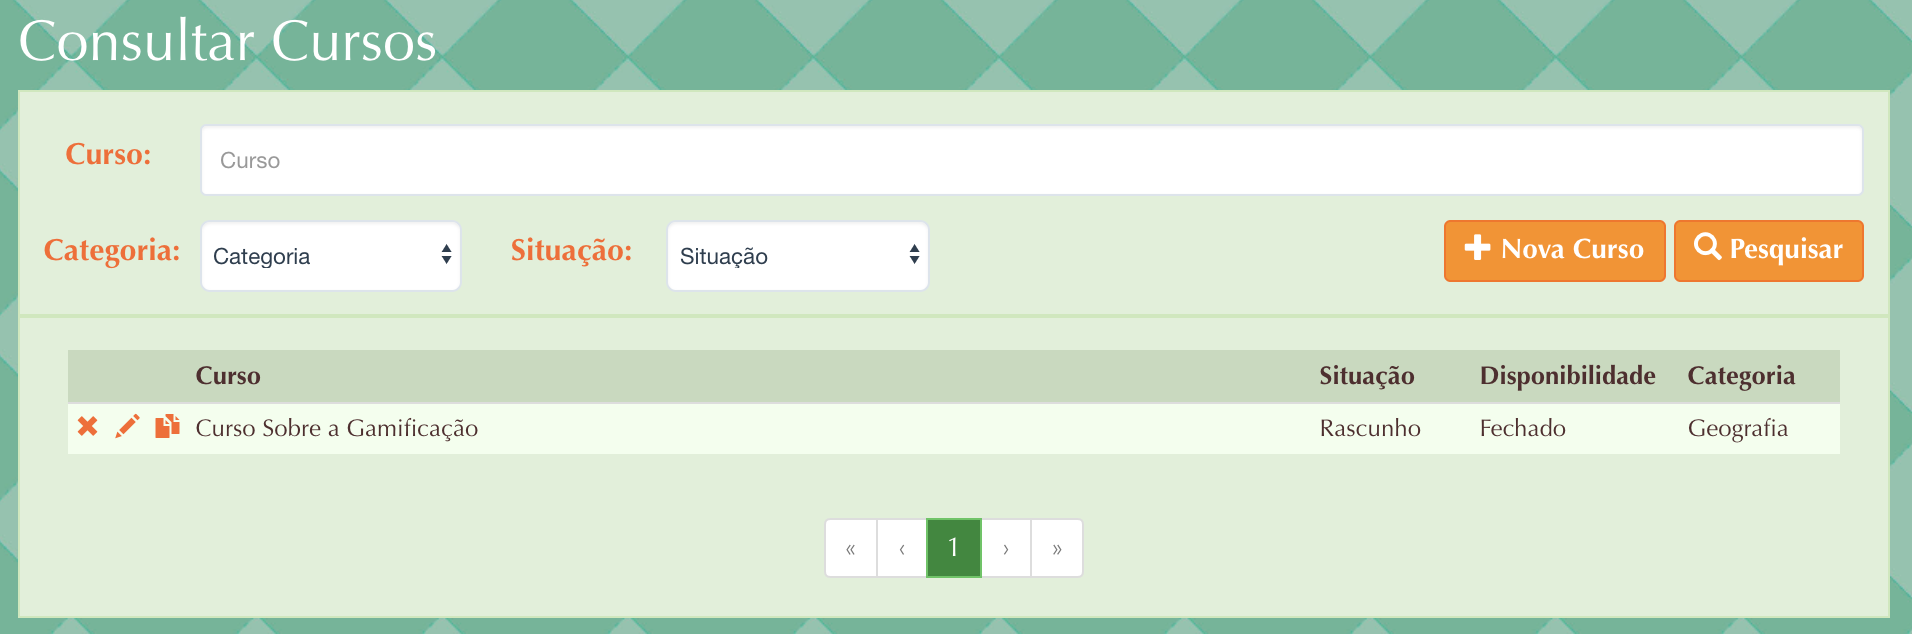 Consultar Cursos
Curso: Curso
Categoria: Categoria Situação: Situação Nova Curso Pesquisar
Curso Situação Disponibilidade Categoria
Curso Sobre a Gamificação Rascunho Fechado Geografia
« ‹ 1 › »